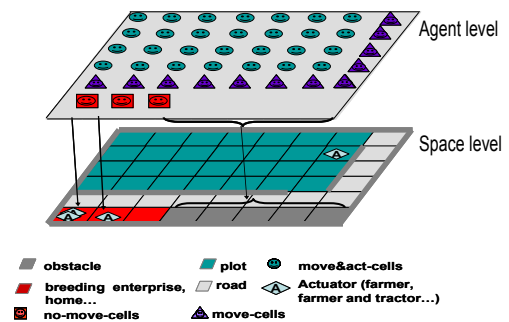 Agent level
Space level
A
A
A
A
obstacle
plot
move&act-cells
breeding enterprise, home...
road
A
Actuator (farmer, farmer and tractor...)
no-move-cells
move-cells